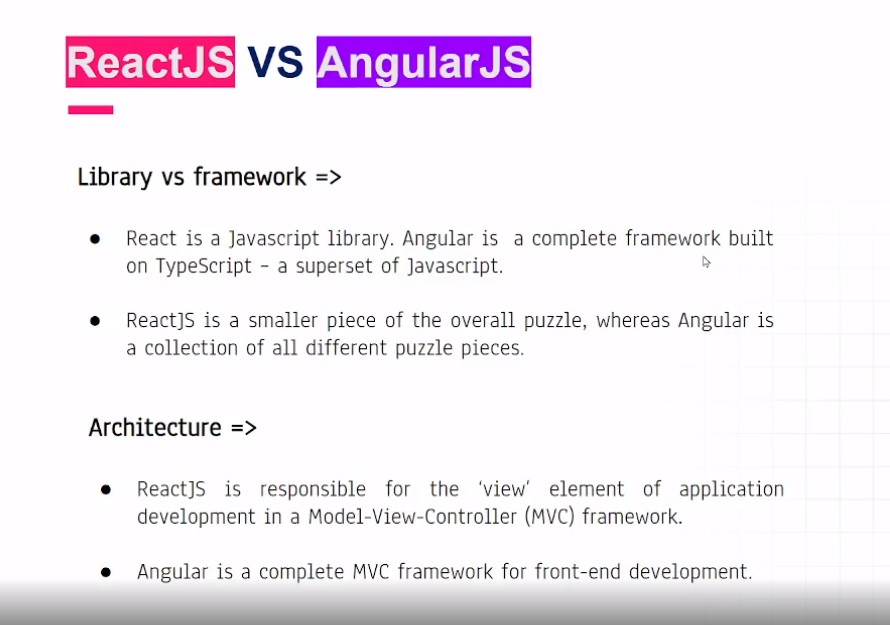 ReactJS VS AngularJS
Library vs framework =>
● React is a Javascript library. Angular is a complete framework built
on TypeScript – a superset of Javascript.
● ReactJS is a smaller piece of the overall puzzle, whereas Angular is
a collection of all different puzzle pieces.
Architecture =>
● ReactJS is responsible for the ‘view’ element of application
development in a Model-View-Controller (MVC) framework.
● Angular is a complete MVC framework for front-end development.